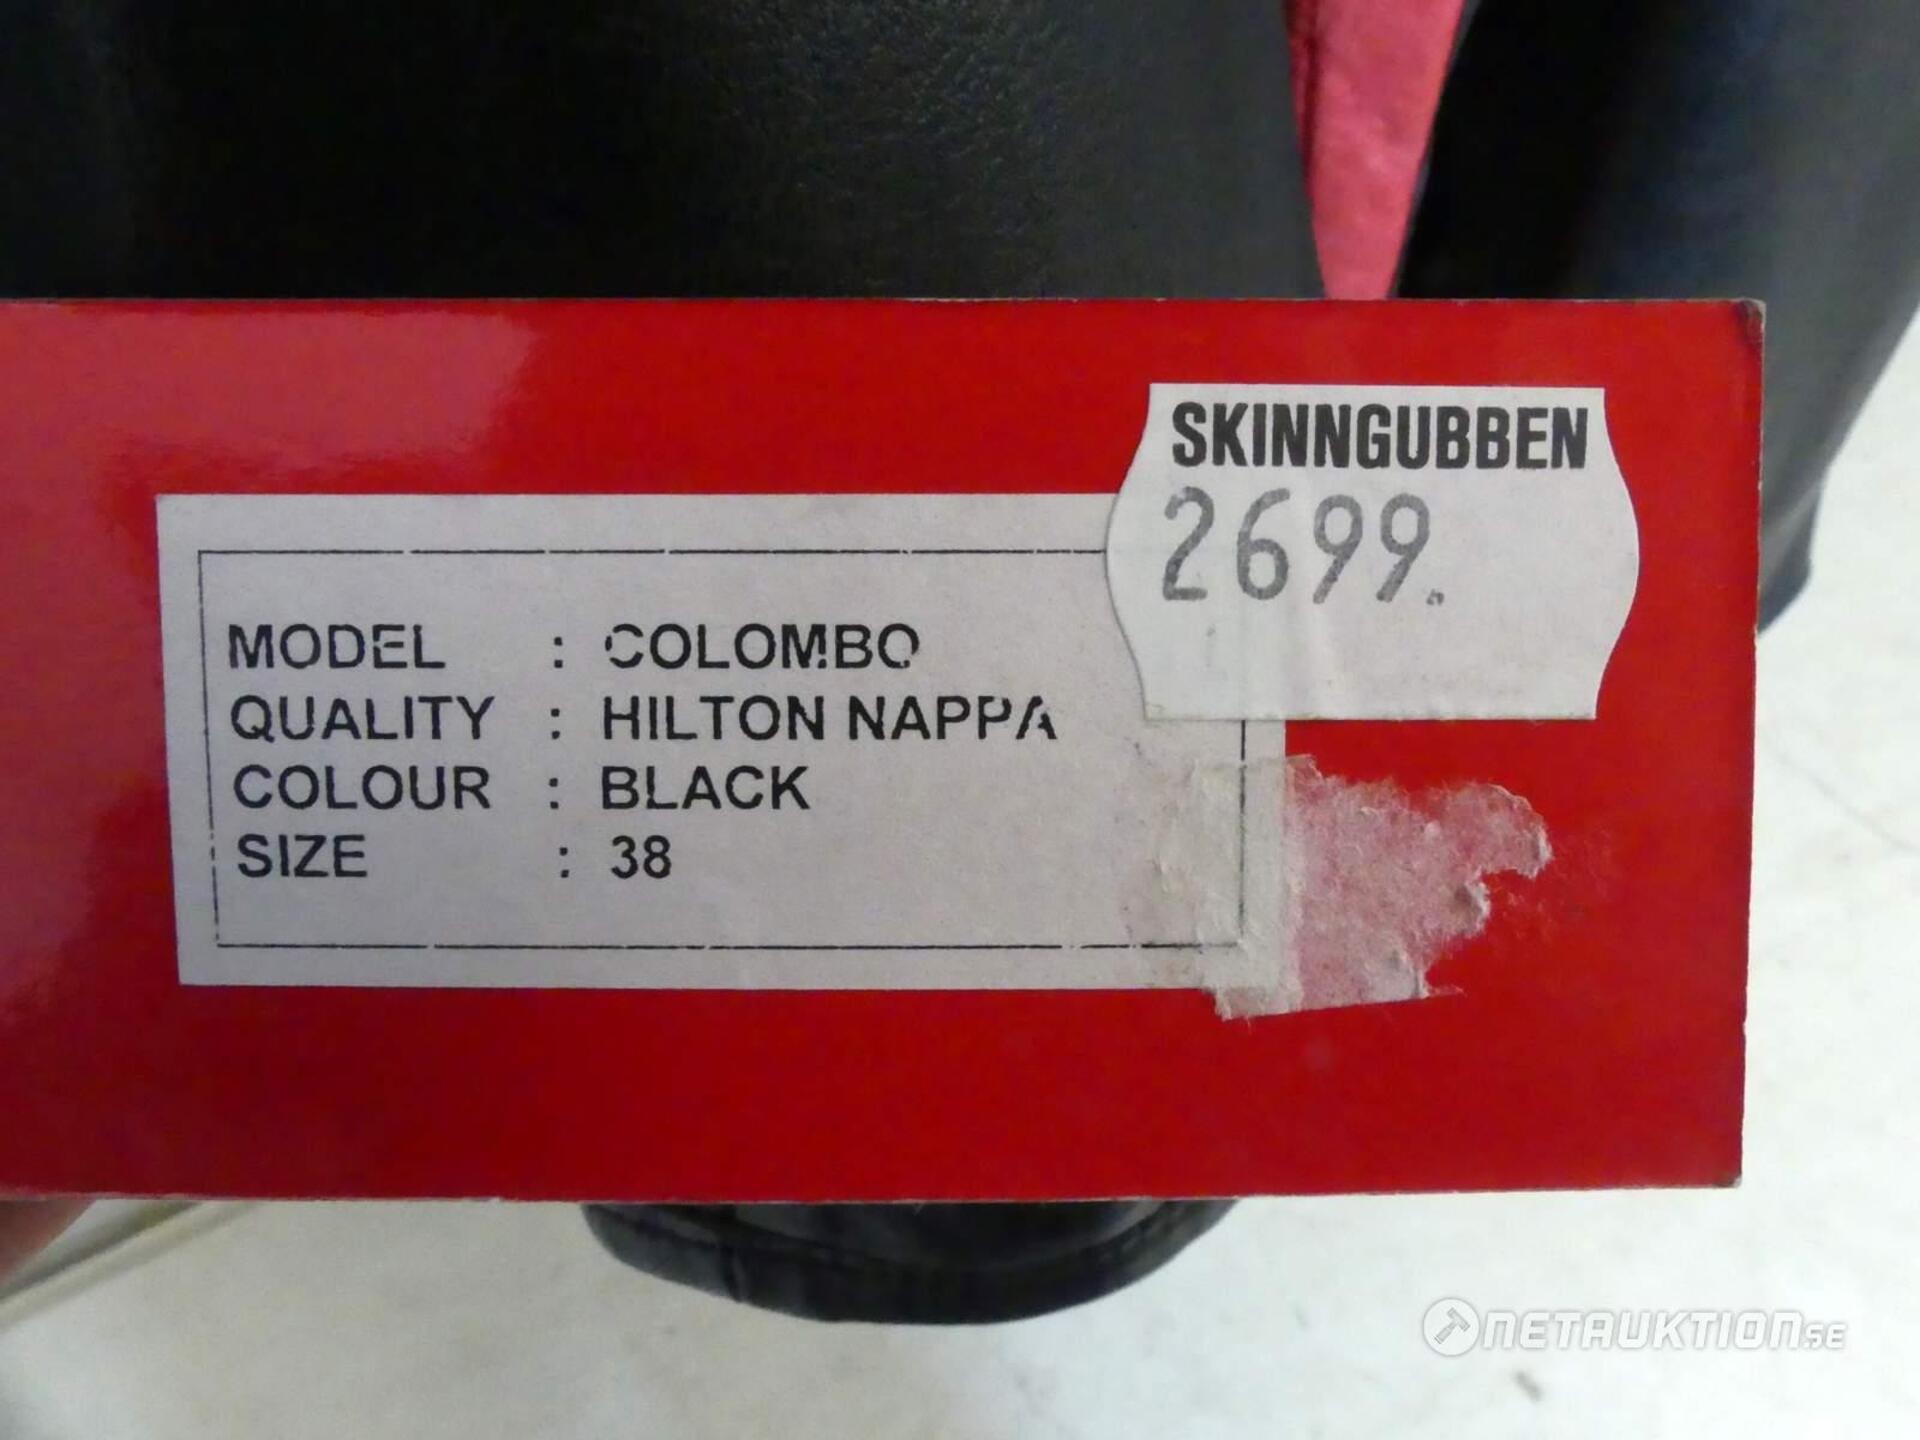 SKINNGUBBEN
2699.
MODEL : COLOMBO
QUALITY : HILTON NAPPA
COLOUR : BLACK
SIZE : 38
NETAUKTION.SE